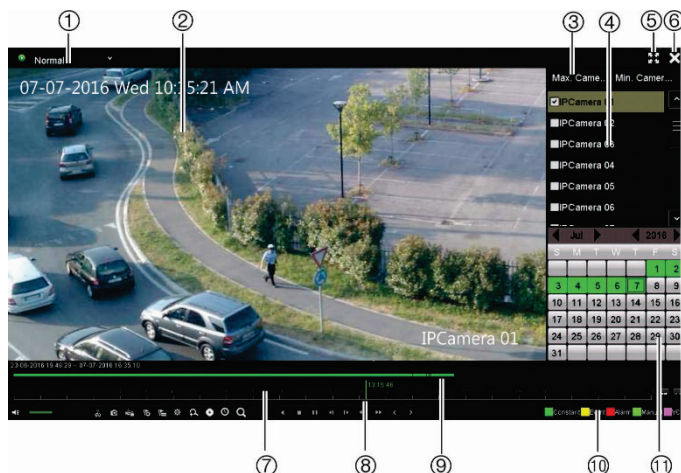 ① ② ③ ④ ⑤ ⑥
Normal
Max. Came... Min. Camer...
07-07-2016 Wed 10:15:21 AM
IPCamera 01
IPCamera 02
IPCamera 03
IPCamera 04
IPCamera 05
IPCamera 06
Jul 2016
S M T W T F S
1 2
3 4 5 6 7 8 9
10 11 12 13 14 15 16
17 18 19 20 21 22 23
24 25 26 27 28 29 30
31
IPCamera 01
23-06-2016 19:48:29 -- 07-07-2016 16:35:10
13:15:46
Constant Event Alarm Manual
⑦ ⑧ ⑨ ⑩ ⑪